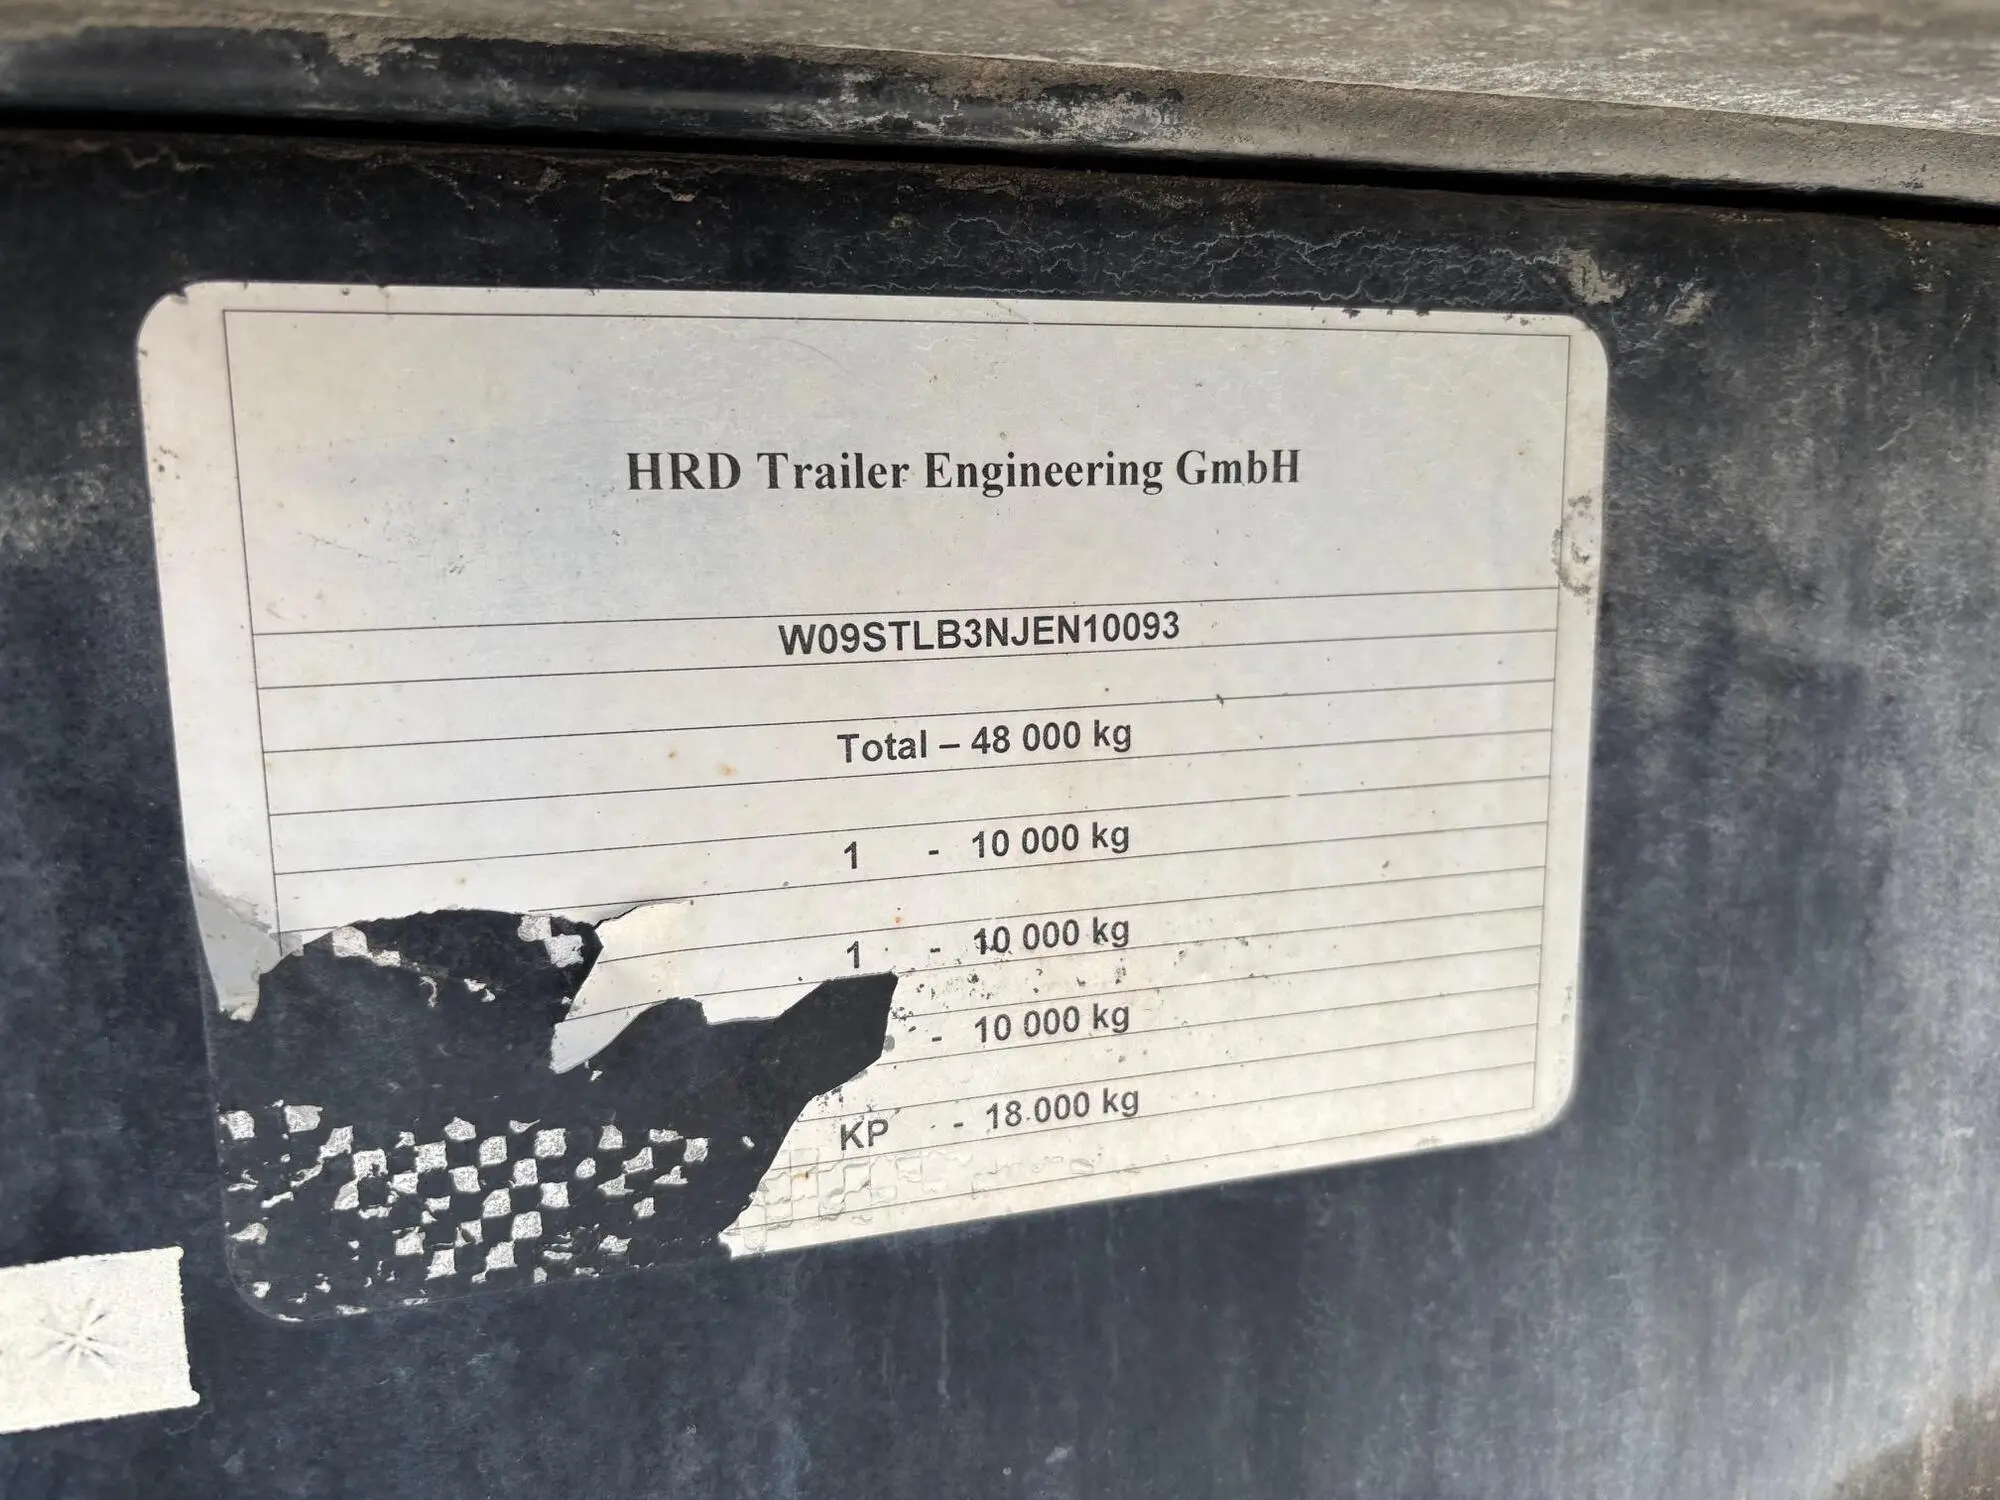 HRD Trailer Engineering GmbH
W09STLB3NJEN10093
Total – 48 000 kg
1 - 10 000 kg
1 - 10 000 kg
- 10 000 kg
KP - 18.000 kg